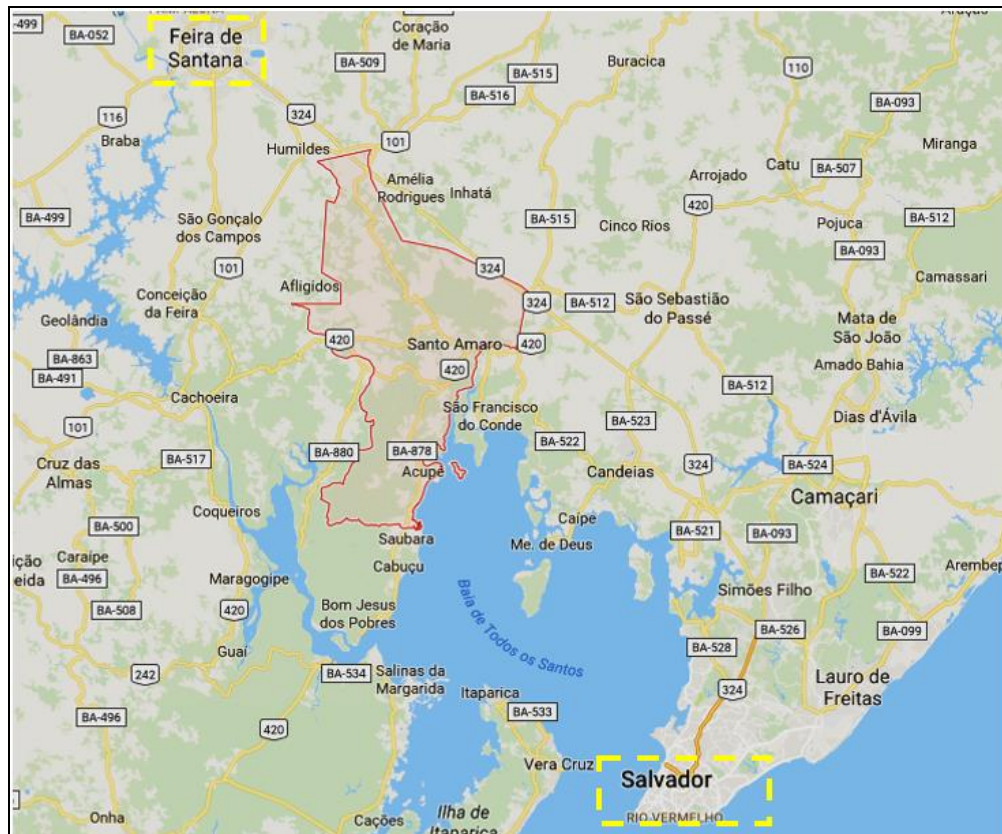 -499
BA-052
Feira de
Santana
Coração
de Maria
BA-509
BA-515
BA-516
Buracica
110
BA-093
116
Braba
324
Humildes
101
Amélia
Rodrigues
Inhatá
Arrojado
Catu
BA-507
Miranga
BA-499
São Gonçalo
dos Campos
BA-515
Cinco Rios
420
Pojuca
BA-512
BA-093
101
324
Camassari
Afligidos
Conceição
da Feira
324
BA-512
São Sebastião
do Passé
Geolândia
Mata de
São João
420
Santo Amaro
420
BA-863
BA-491
420
Amado Bahia
Cachoeira
BA-512
São Francisco
do Conde
Dias d'Ávila
101
BA-523
BA-522
Cruz das
Almas
BA-517
BA-880
BA-878
Acupe
Candeias
324
BA-524
Camaçari
Coqueiros
BA-500
Caípe
BA-521
BA-093
Saubara
Me. de Deus
ição
eida
Caraipe
BA-496
Cabuçu
BA-522
Arembep
Maragogipe
Simões Filho
BA-508
420
Bom Jesus
dos Pobres
Baia de Todos os Santos
BA-526
BA-099
Guaí
BA-528
242
BA-534
Salinas da
Margarida
324
Lauro de
Freitas
BA-496
Itaparica
BA-533
420
Vera Cruz
Salvador
RIO VERMELHO
Onha
Cações
Ilha de
Itaparica